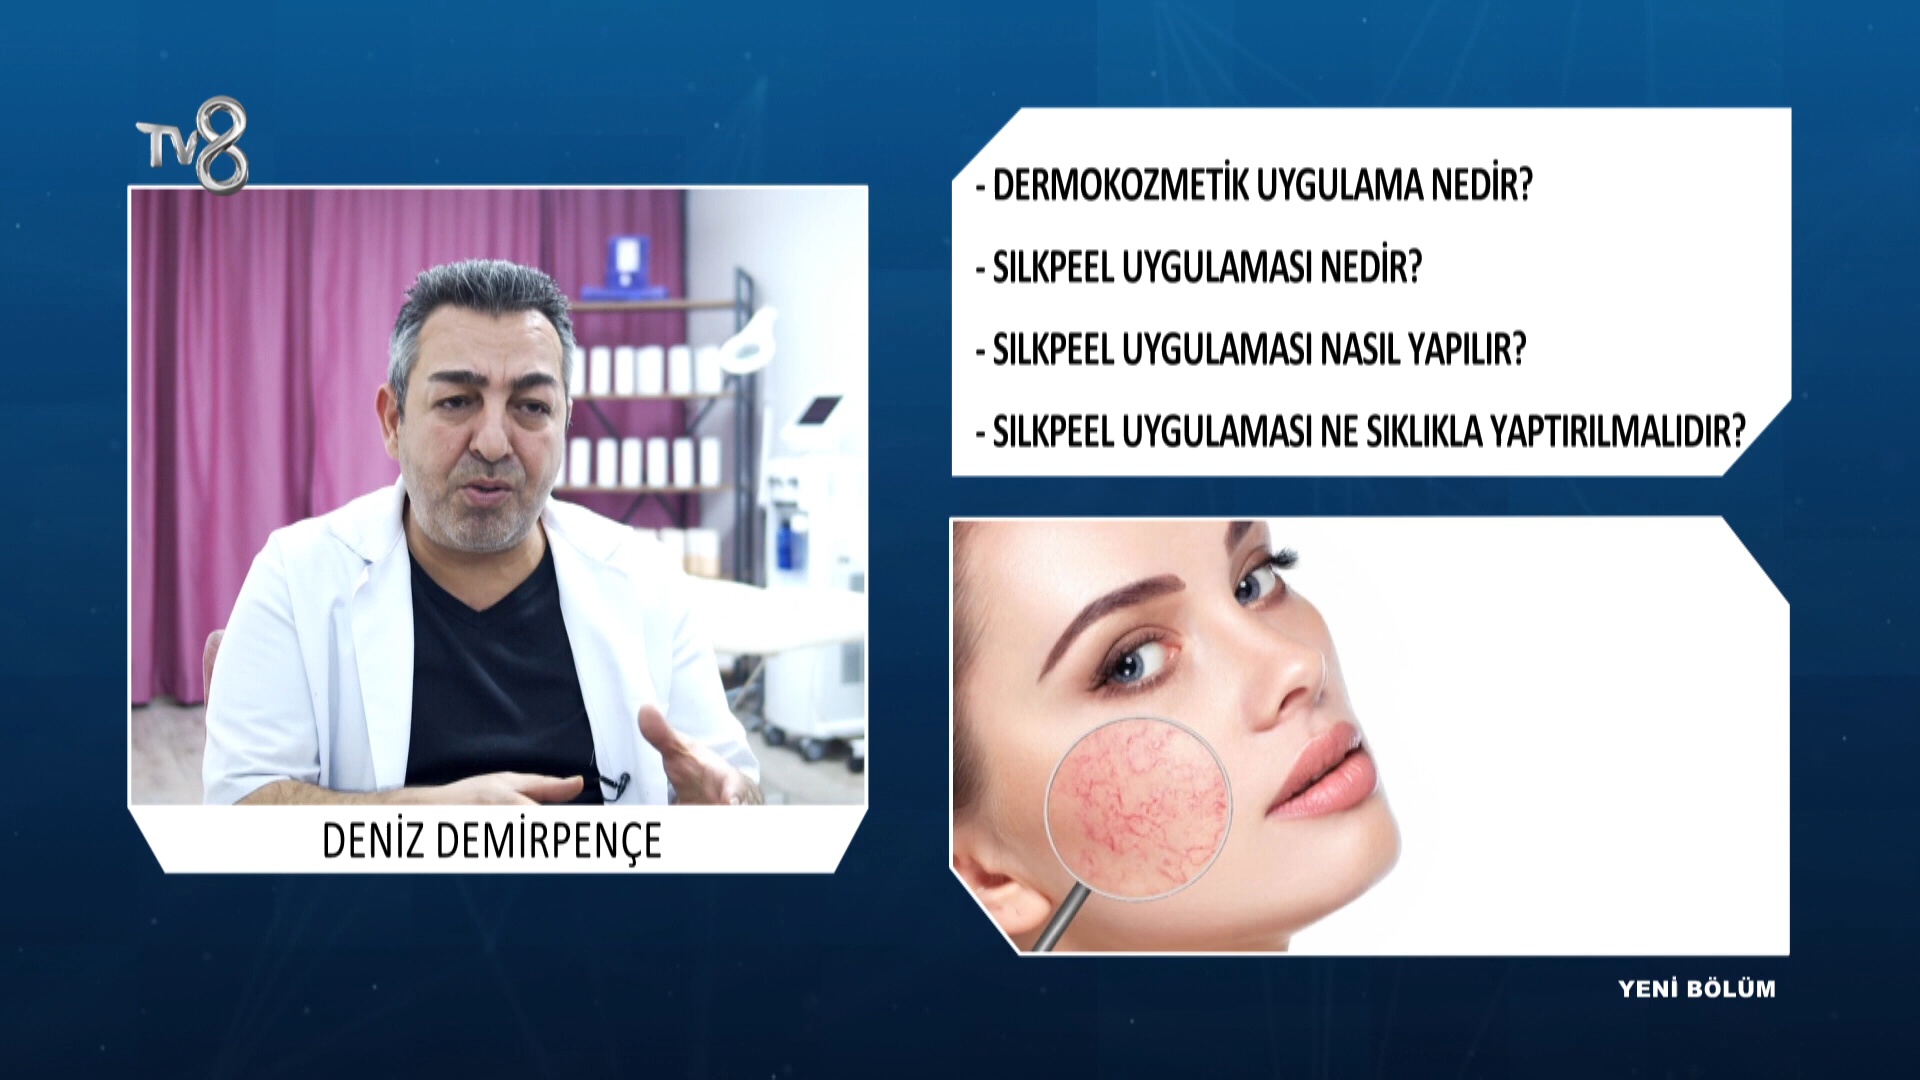 TV8
- DERMOKOZMETİK UYGULAMA NEDİR?
- SILKPEEL UYGULAMASI NEDİR?
- SILKPEEL UYGULAMASI NASIL YAPILIR?
- SILKPEEL UYGULAMASI NE SIKLIKLA YAPTIRILMALIDIR?
DENİZ DEMİRPENÇE
YENİ BÖLÜM